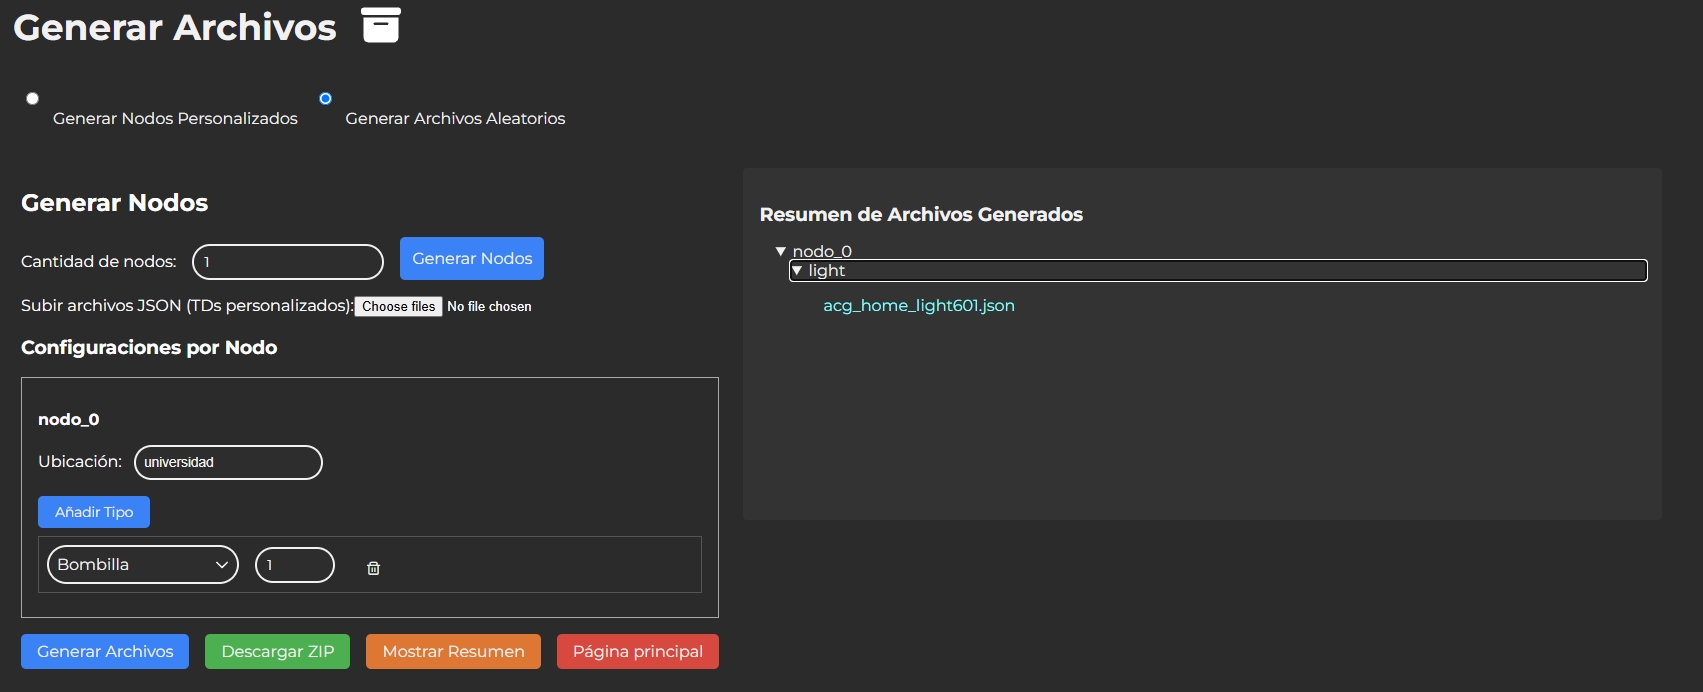 Generar Archivos
Generar Nodos Personalizados
Generar Archivos Aleatorios
Generar Nodos
Cantidad de nodos: 1 Generar Nodos
Subir archivos JSON (TDs personalizados): Choose files No file chosen
Configuraciones por Nodo
nodo_0
Ubicación: universidad
Añadir Tipo
Bombilla 1
Generar Archivos Descargar ZIP Mostrar Resumen Página principal
Resumen de Archivos Generados
nodo_0
light
acg_home_light601.json